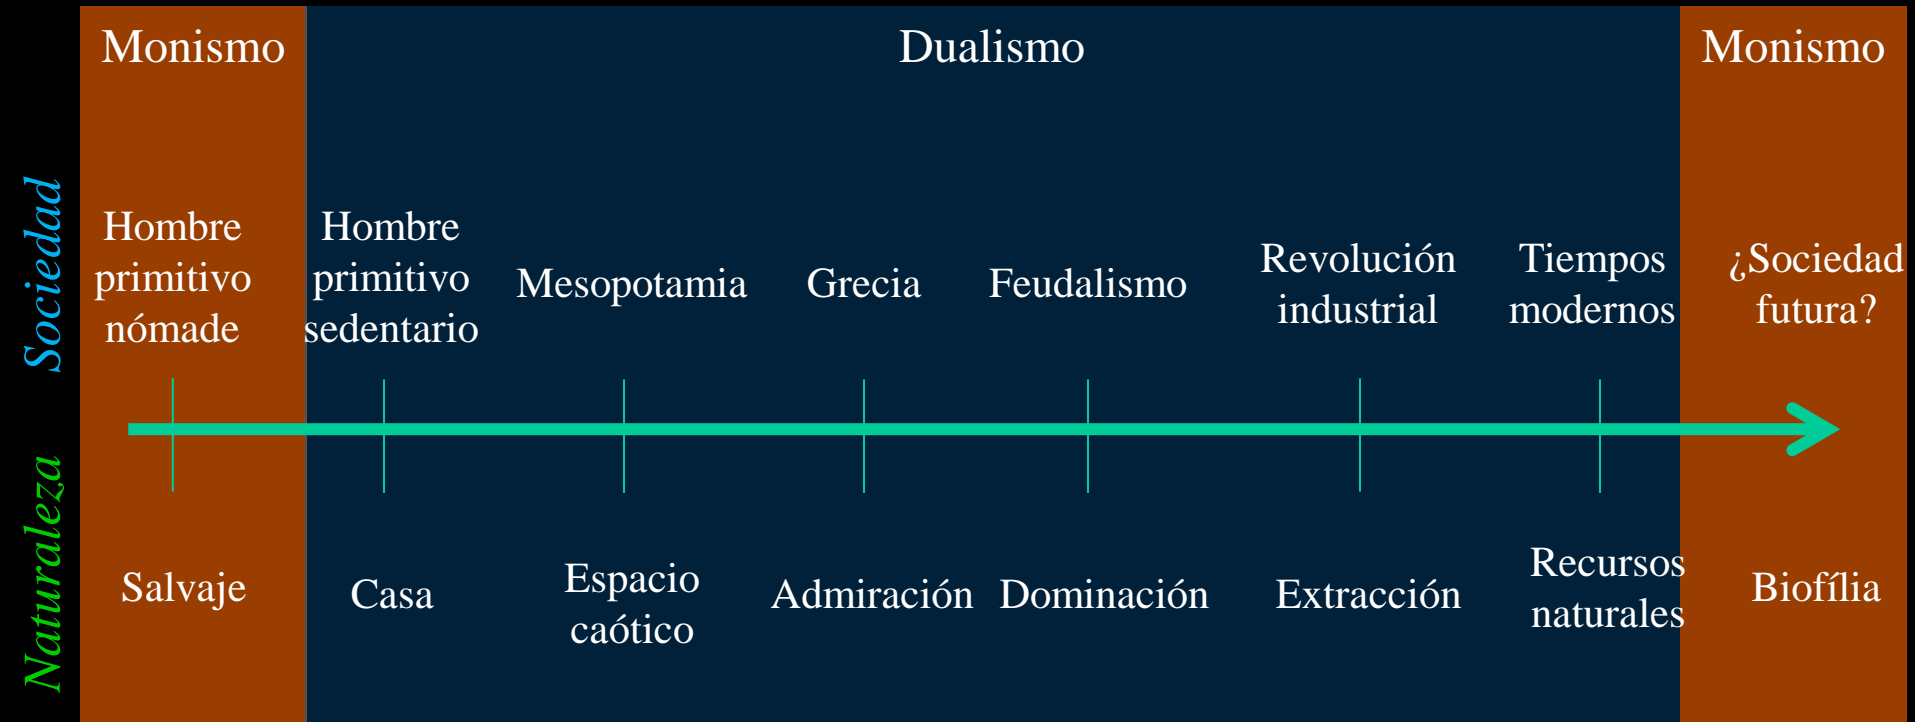 Monismo
Dualismo
Monismo
Sociedad
Hombre
primitivo
nómade
Hombre
primitivo
sedentario
Mesopotamia
Grecia
Feudalismo
Revolución
industrial
Tiempos
modernos
¿Sociedad
futura?
Naturaleza
Salvaje
Casa
Espacio
caótico
Admiración
Dominación
Extracción
Recursos
naturales
Biofília